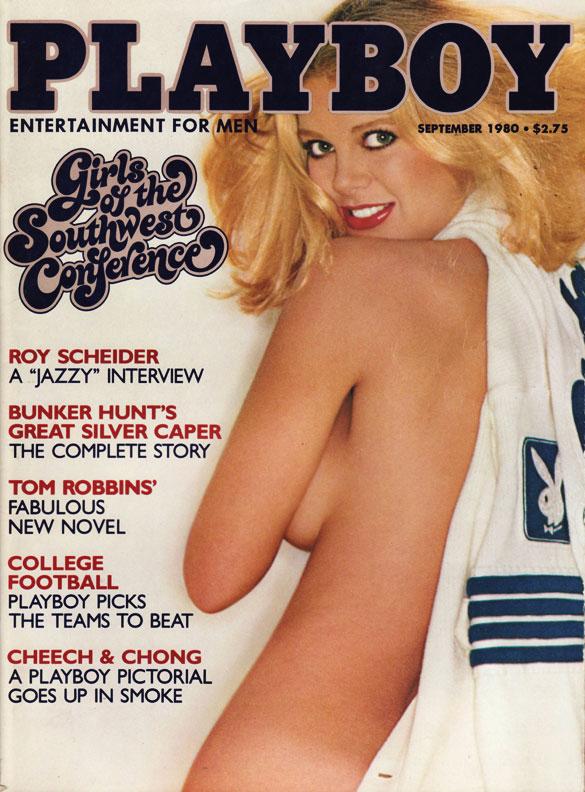 PLAYBOY
ENTERTAINMENT FOR MEN
SEPTEMBER 1980 • $2.75
Girls
of the
Southwest
Conference
ROY SCHEIDER
A “JAZZY” INTERVIEW
BUNKER HUNT'S
GREAT SILVER CAPER
THE COMPLETE STORY
TOM ROBBINS'
FABULOUS
NEW NOVEL
COLLEGE
FOOTBALL
PLAYBOY PICKS
THE TEAMS TO BEAT
CHEECH & CHONG
A PLAYBOY PICTORIAL
GOES UP IN SMOKE